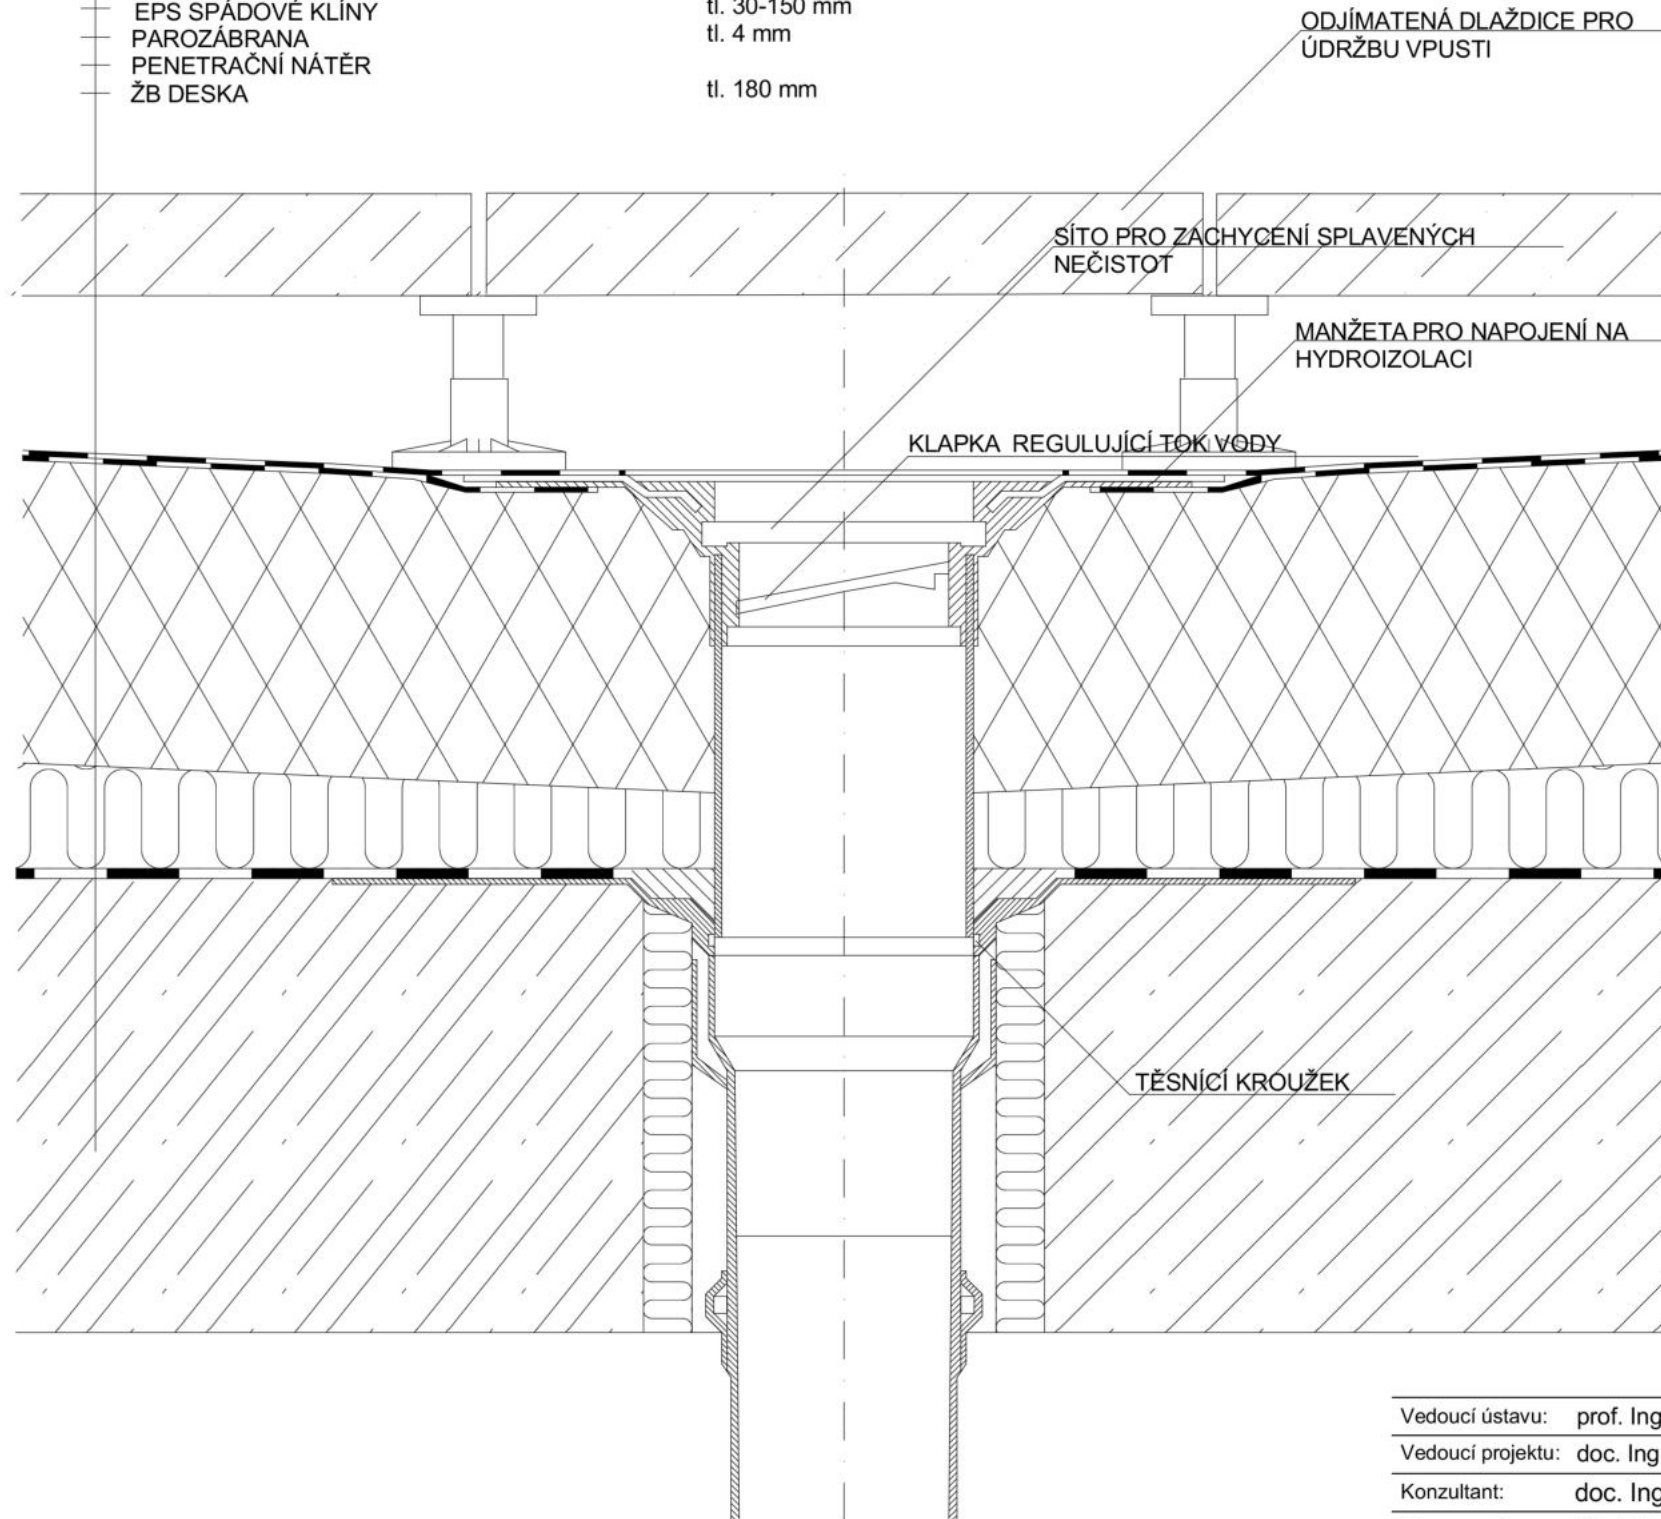 EPS SPÁDOVÉ KLÍNY tl. 30-150 mm
PAROZÁBRANA tl. 4 mm
PENETRAČNÍ NÁTĚR
ŽB DESKA tl. 180 mm
ODJÍMATENÁ DLAŽDICE PRO
ÚDRŽBU VPUSTI
SÍTO PRO ZACHYCENÍ SPLAVENÝCH
NEČISTOT
MANŽETA PRO NAPOJENÍ NA
HYDROIZOLACI
KLAPKA REGULUJÍCÍ TOK VODY
TĚSNÍCÍ KROUŽEK
Vedoucí ústavu: prof. Ing
Vedoucí projektu: doc. Ing
Konzultant: doc. Ing